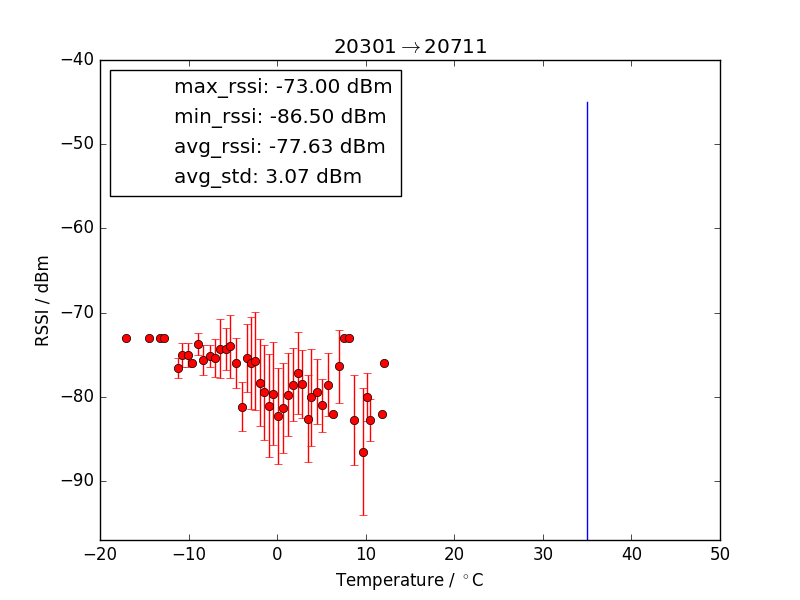 20301→20711
max_rssi: -73.00 dBm
min_rssi: -86.50 dBm
avg_rssi: -77.63 dBm
avg_std: 3.07 dBm
−40
−50
−60
−70
−80
−90
RSSI / dBm
−20 −10 0 10 20 30 40 50
Temperature / °C